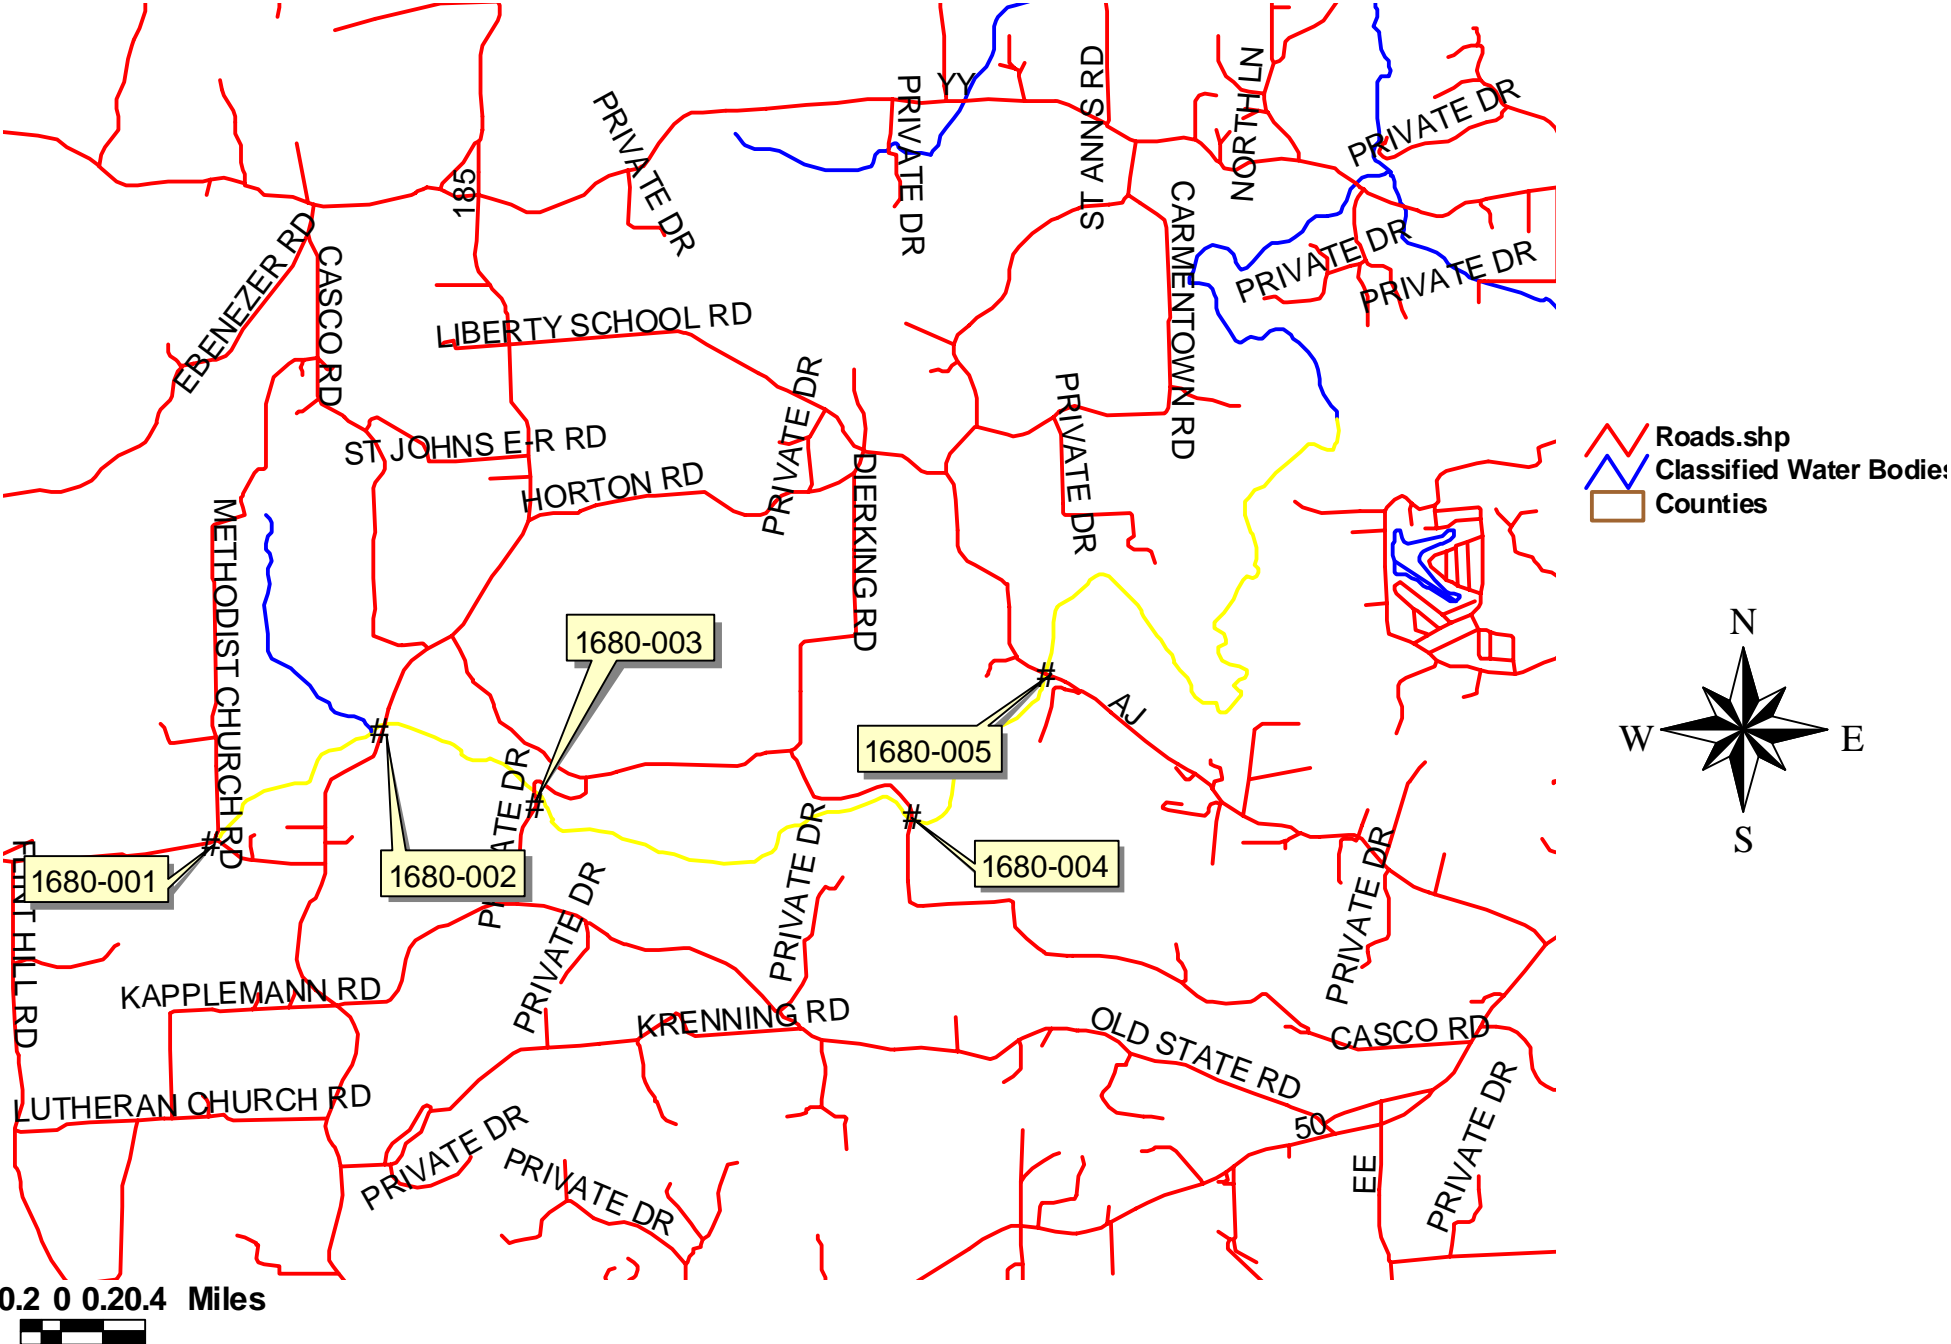 YY
ST ANNS RD
NORTH LN
PRIVATE DR
PRIVATE DR
PRIVATE DR
185
CARMENTOWN RD
EBENEZER RD
CASCO RD
PRIVATE DR
PRIVATE DR
LIBERTY SCHOOL RD
PRIVATE DR
PRIVATE DR
ST JOHNS E-R RD
HORTON RD
DIERKING RD
PRIVATE DR
Roads.shp
Classified Water Bodies
Counties
METHODIST CHURCH RD
1680-003
1680-005
AJ
N
W
E
S
PRIVATE DR
1680-001
1680-002
1680-004
PRIVATE DR
PRIVATE DR
PRIVATE DR
FLINT HILL RD
KAPPLEMANN RD
KRENNING RD
OLD STATE RD
CASCO RD
LUTHERAN CHURCH RD
PRIVATE DR
PRIVATE DR
50
EE
PRIVATE DR
0.2 0 0.20.4 Miles